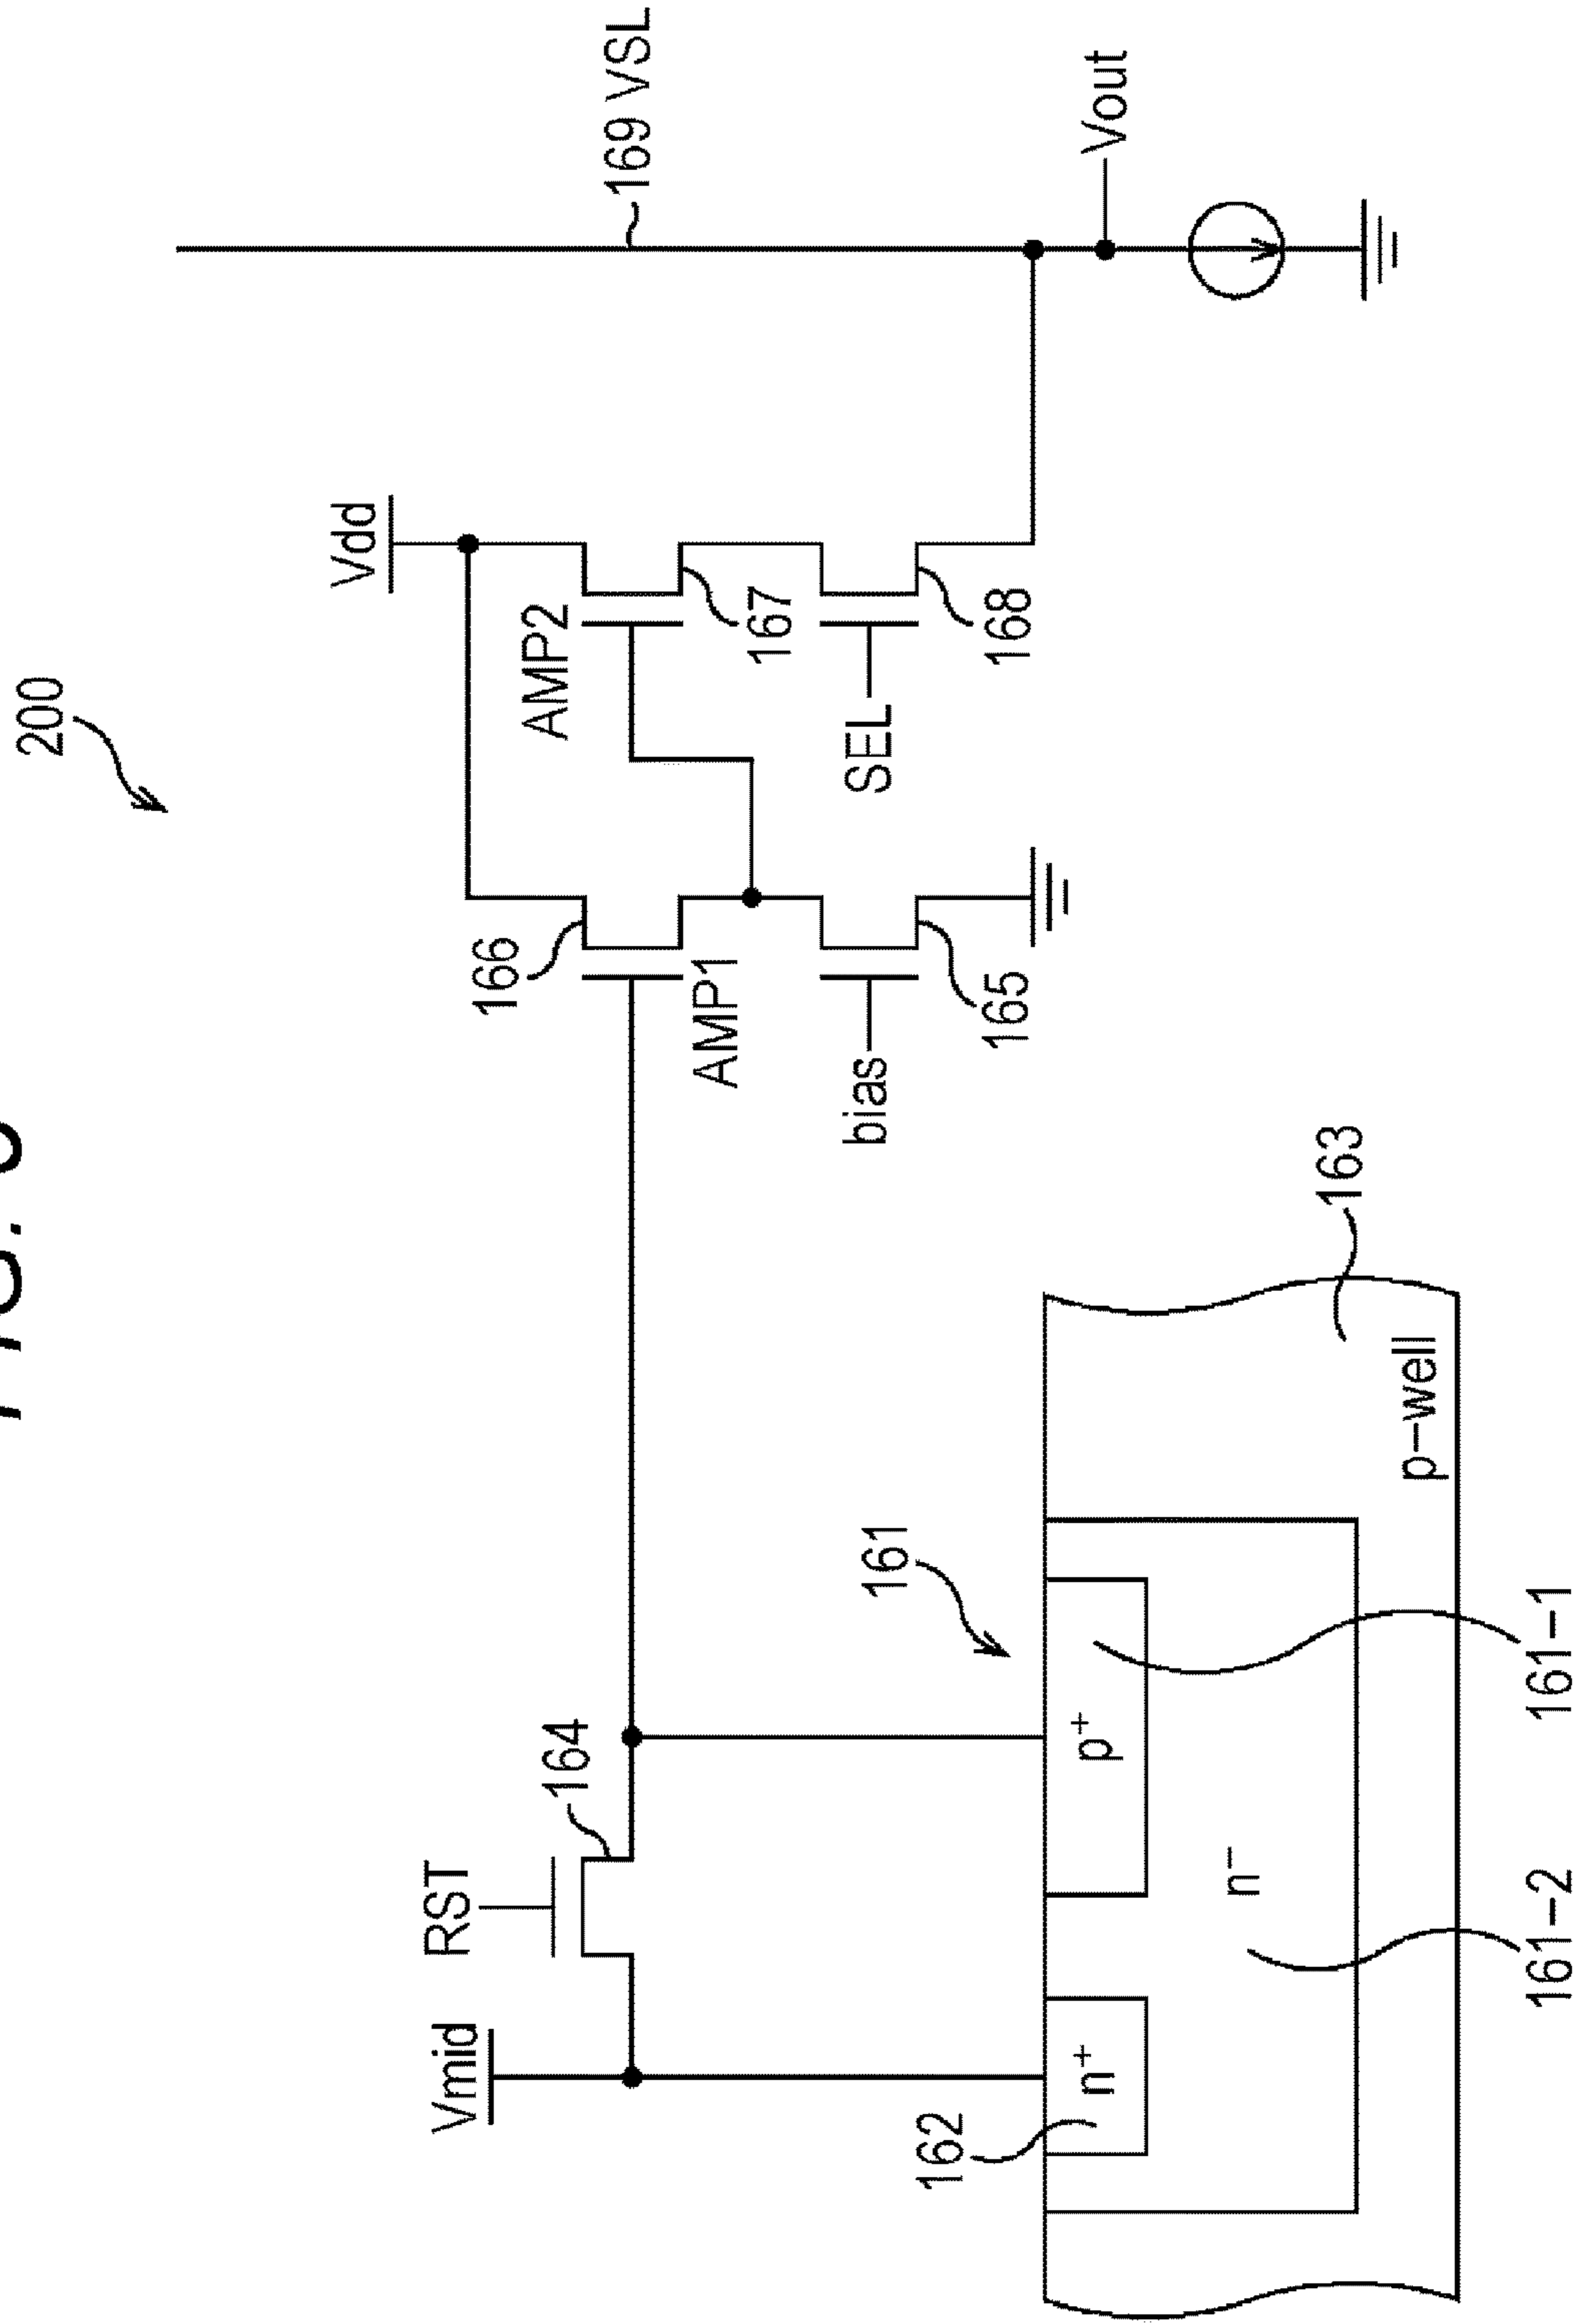 FIG.
200
Vdd
Vmid
RST
166
AMP2
164
169 VSL
AMP1
167
161
bias
SEL
162
165
168
n⁺
p⁺
Vout
n⁻
163
p-well
161-2
161-1